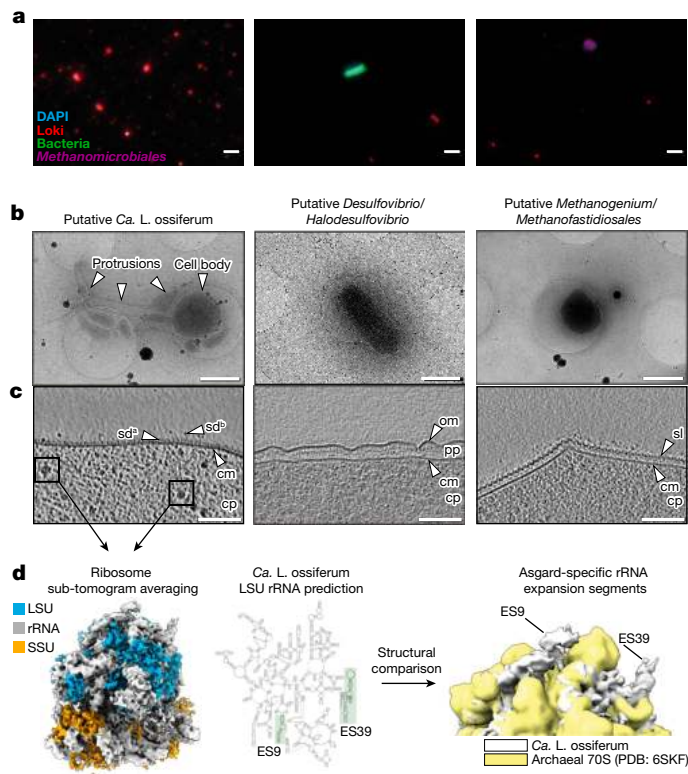 a
DAPI
Loki
Bacteria
Methanomicrobiales
b
Putative Ca. L. ossiferum
Putative Desulfovibrio/
Halodesulfovibrio
Putative Methanogenium/
Methanofastidiosales
Protrusions
Cell body
c
sdᵃ
sdᵇ
cm
cp
om
pp
cm
cp
sl
cm
cp
d
Ribosome
sub-tomogram averaging
LSU
rRNA
SSU
Ca. L. ossiferum
LSU rRNA prediction
ES9
ES39
Structural
comparison
Asgard-specific rRNA
expansion segments
ES9
ES39
Ca. L. ossiferum
Archaeal 70S (PDB: 6SKF)